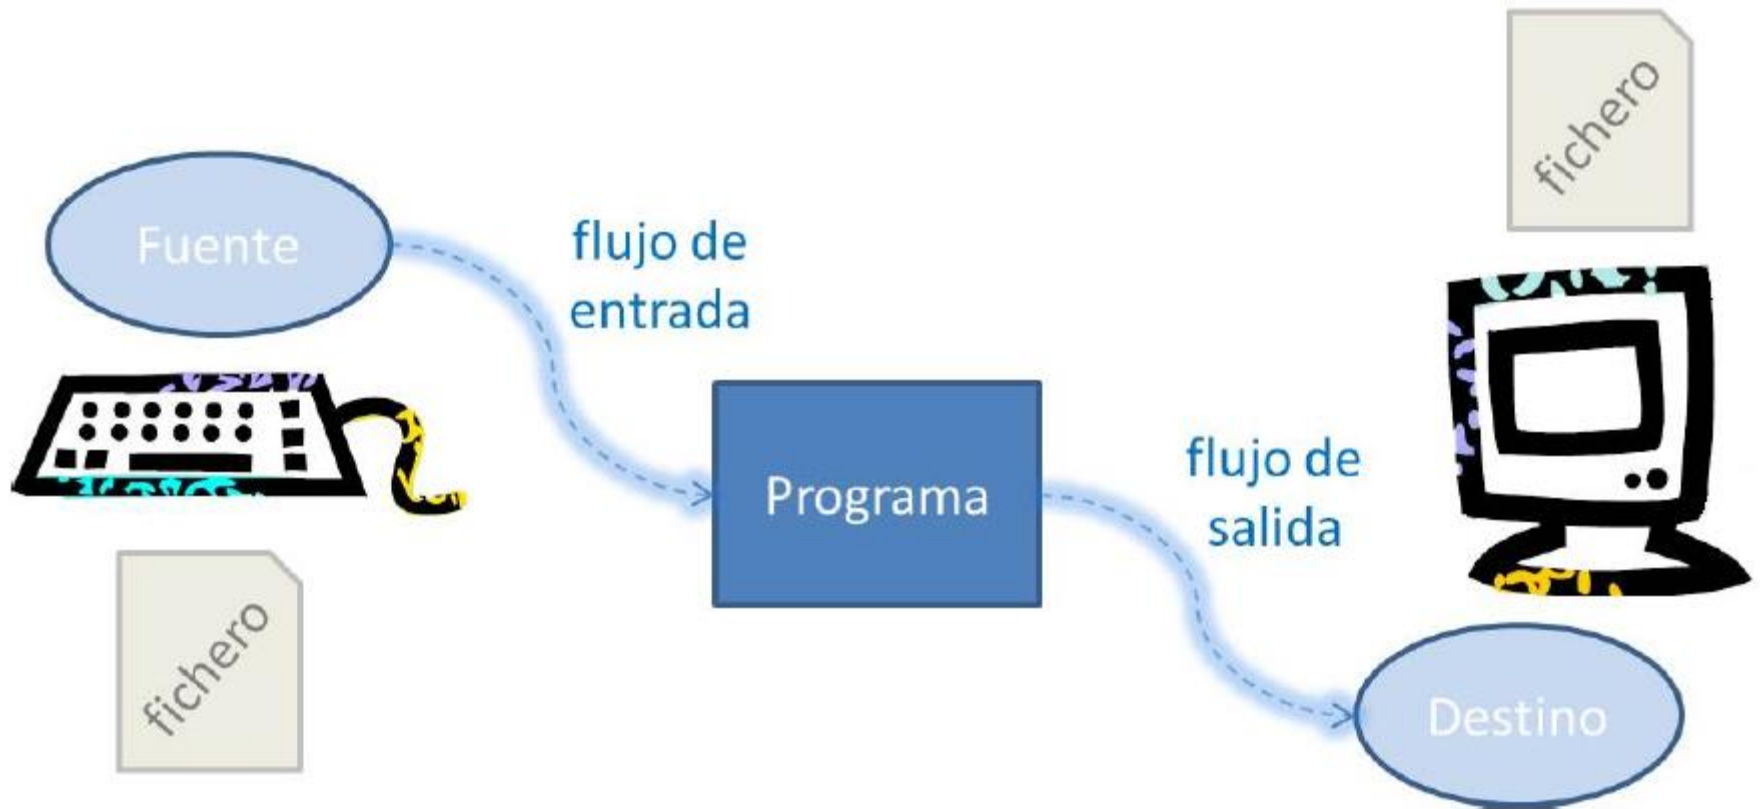 fichero
Fuente
flujo de
entrada
Programa
flujo de
salida
fichero
Destino